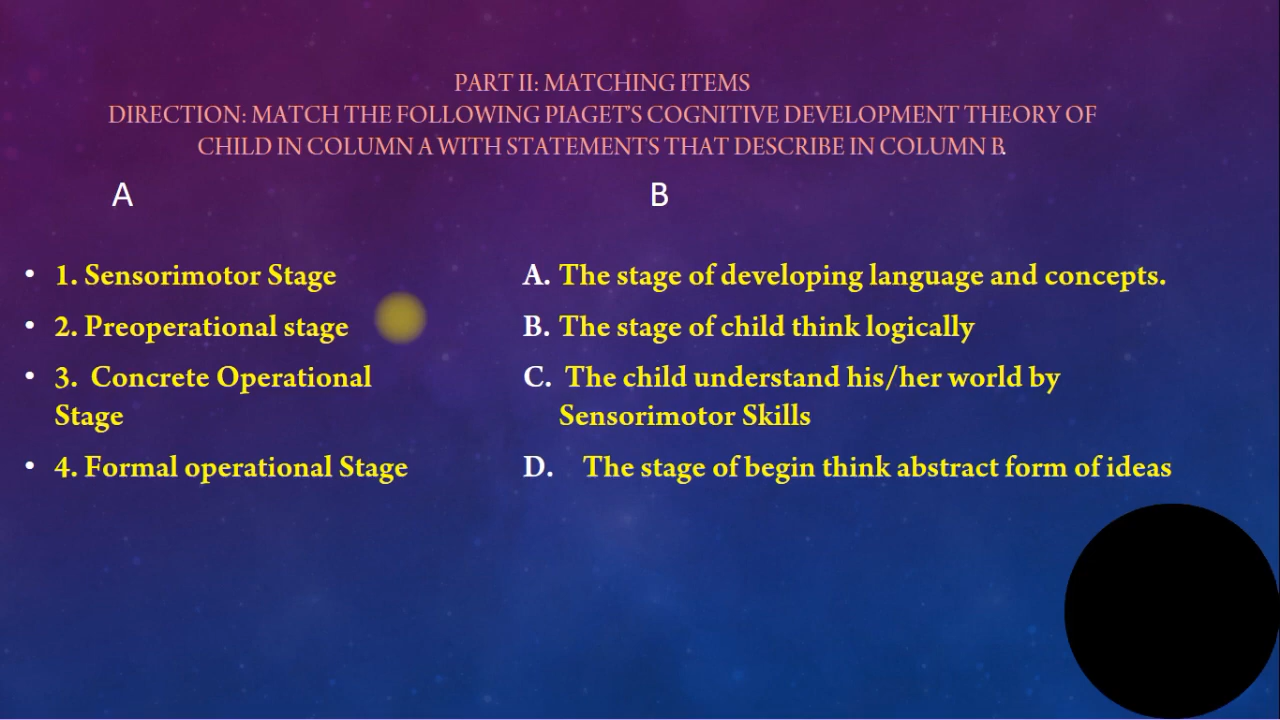 PART II: MATCHING ITEMS
DIRECTION: MATCH THE FOLLOWING PIAGET'S COGNITIVE DEVELOPMENT THEORY OF
CHILD IN COLUMN A WITH STATEMENTS THAT DESCRIBE IN COLUMN B.
A
• 1. Sensorimotor Stage
• 2. Preoperational stage
• 3. Concrete Operational
Stage
• 4. Formal operational Stage
B
A. The stage of developing language and concepts.
B. The stage of child think logically
C. The child understand his/her world by
Sensorimotor Skills
D. The stage of begin think abstract form of ideas